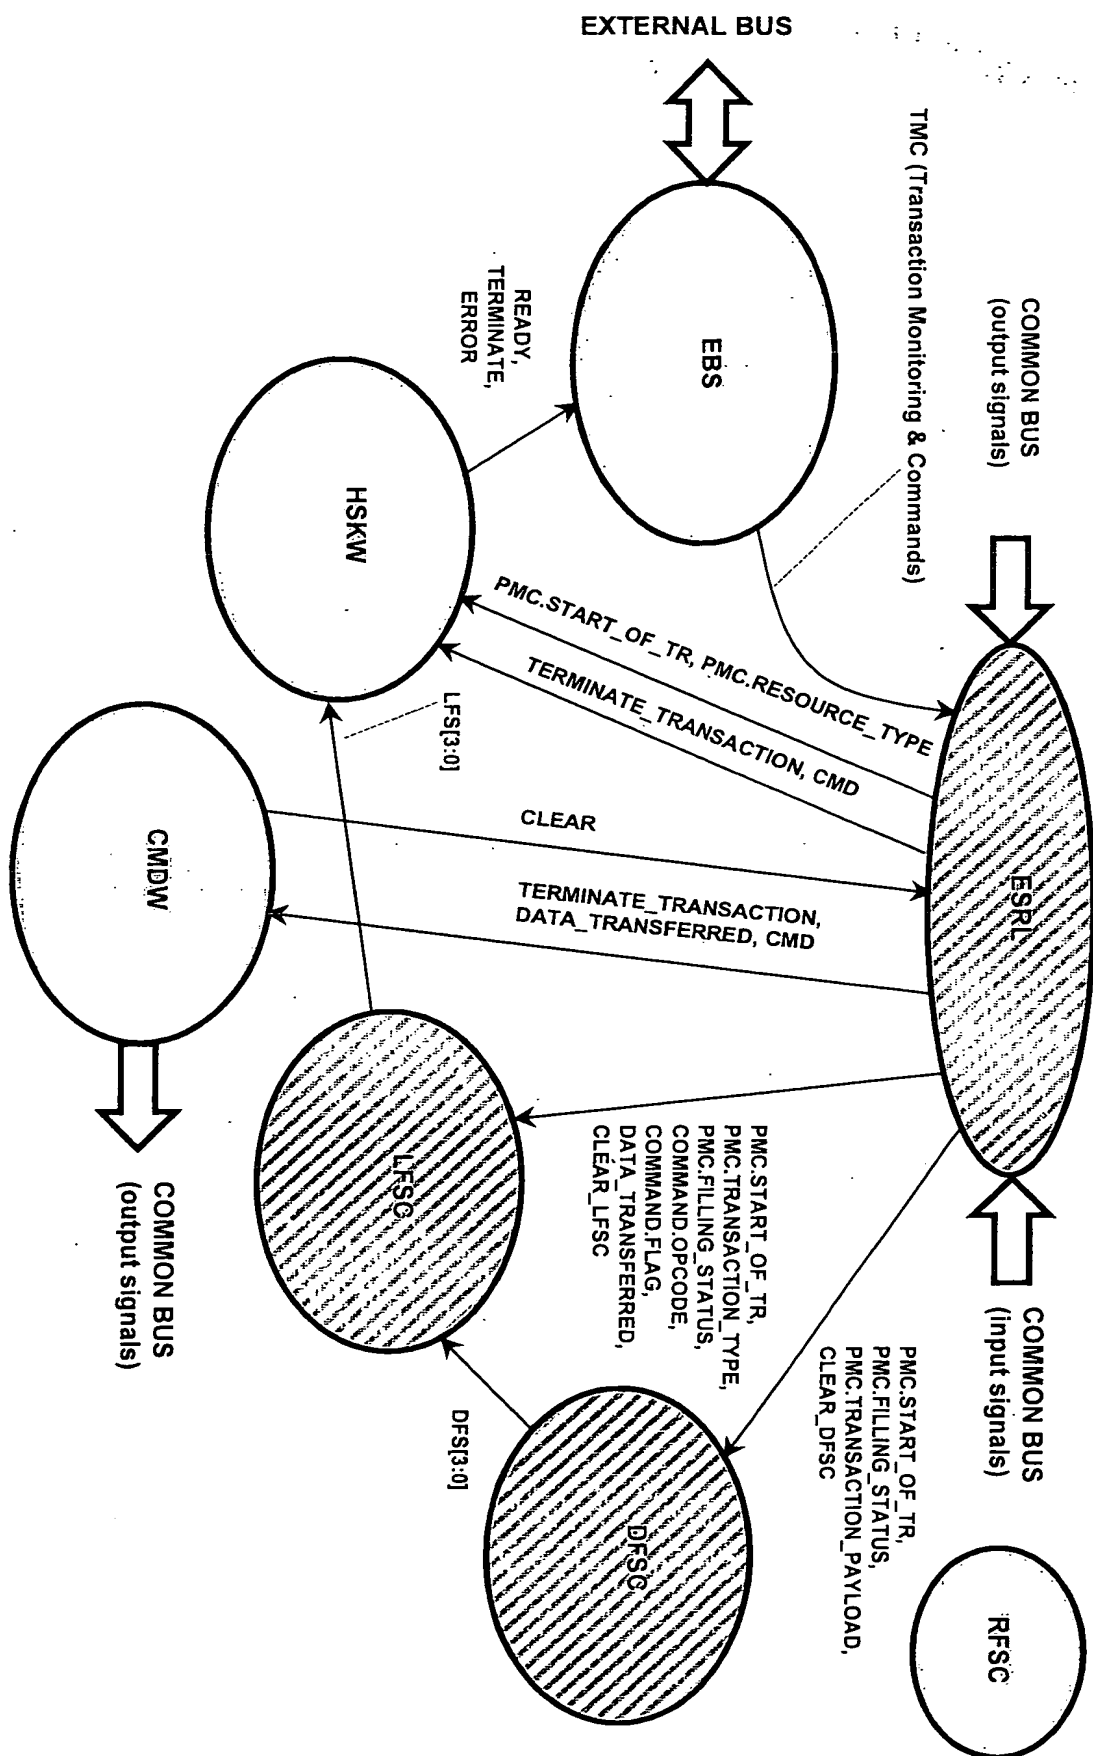 EXTERNAL BUS
TMC (Transaction Monitoring & Commands)
COMMON BUS
(output signals)
EBS
READY,
TERMINATE,
ERROR
HSKW
PMC.START_OF_TR, PMC.RESOURCE_TYPE
TERMINATE_TRANSACTION, CMD
ESRL
LFS[3:0]
CLEAR
TERMINATE_TRANSACTION,
DATA_TRANSFERRED, CMD
CMDW
COMMON BUS
(output signals)
LFSC
PMC.START_OF_TR,
PMC.TRANSACTION_TYPE,
PMC.FILLING_STATUS,
COMMAND.OPCODE,
COMMAND.FLAG,
DATA_TRANSFERRED,
CLEAR_LFSC
COMMON BUS
(input signals)
PMC.START_OF_TR,
PMC.FILLING_STATUS,
PMC.TRANSACTION_PAYLOAD,
CLEAR_DFSC
DFS[3:0]
DFSC
RFSC